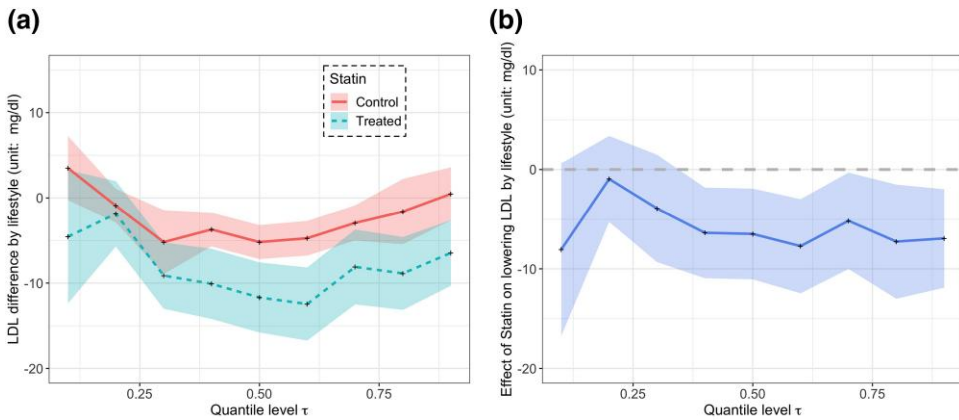 (a)
LDL difference by lifestyle (unit: mg/dl)
10
0
-10
-20
Statin
Control
Treated
0.25
0.50
0.75
Quantile level τ
(b)
Effect of Statin on lowering LDL by lifestyle (unit: mg/dl)
10
0
-10
-20
0.25
0.50
0.75
Quantile level τ